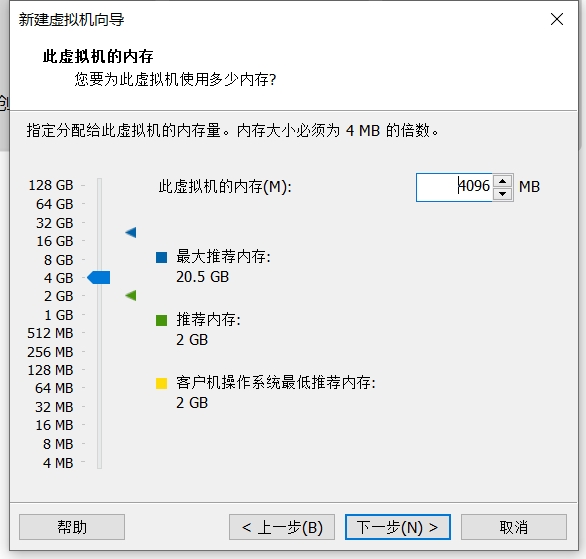 新建虚拟机向导
此虚拟机的内存
您要为此虚拟机使用多少内存?
指定分配给此虚拟机的内存量。内存大小必须为 4 MB 的倍数。
128 GB
64 GB
32 GB
16 GB
8 GB
4 GB
2 GB
1 GB
512 MB
256 MB
128 MB
64 MB
32 MB
16 MB
8 MB
4 MB
此虚拟机的内存(M): 4096 MB
最大推荐内存:
20.5 GB
推荐内存:
2 GB
客户机操作系统最低推荐内存:
2 GB
帮助 < 上一步(B) 下一步(N) > 取消